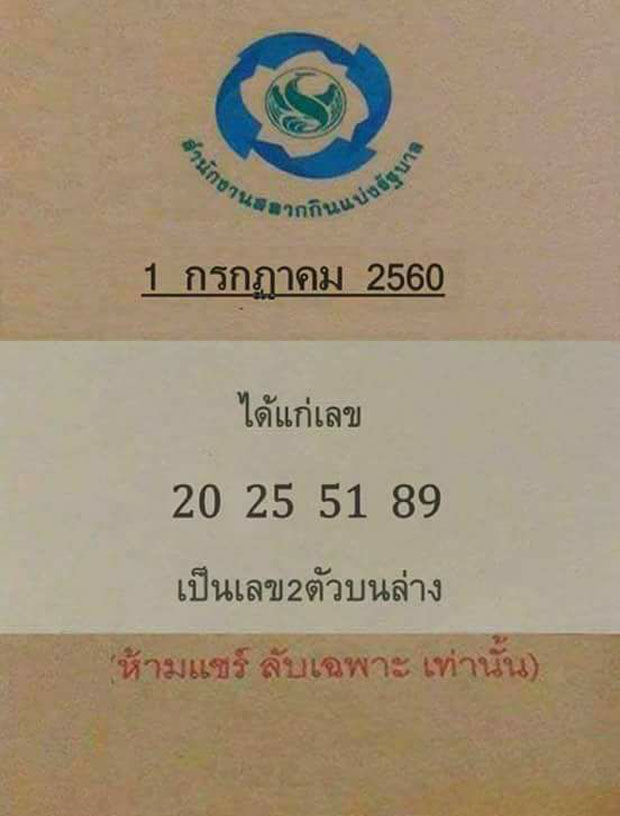 สำนักงานสลากกินแบ่งรัฐบาล
1 กรกฎาคม 2560
ได้แก่เลข
20 25 51 89
เป็นเลข2ตัวบนล่าง
(ห้ามแชร์ ลับเฉพาะ เท่านั้น)